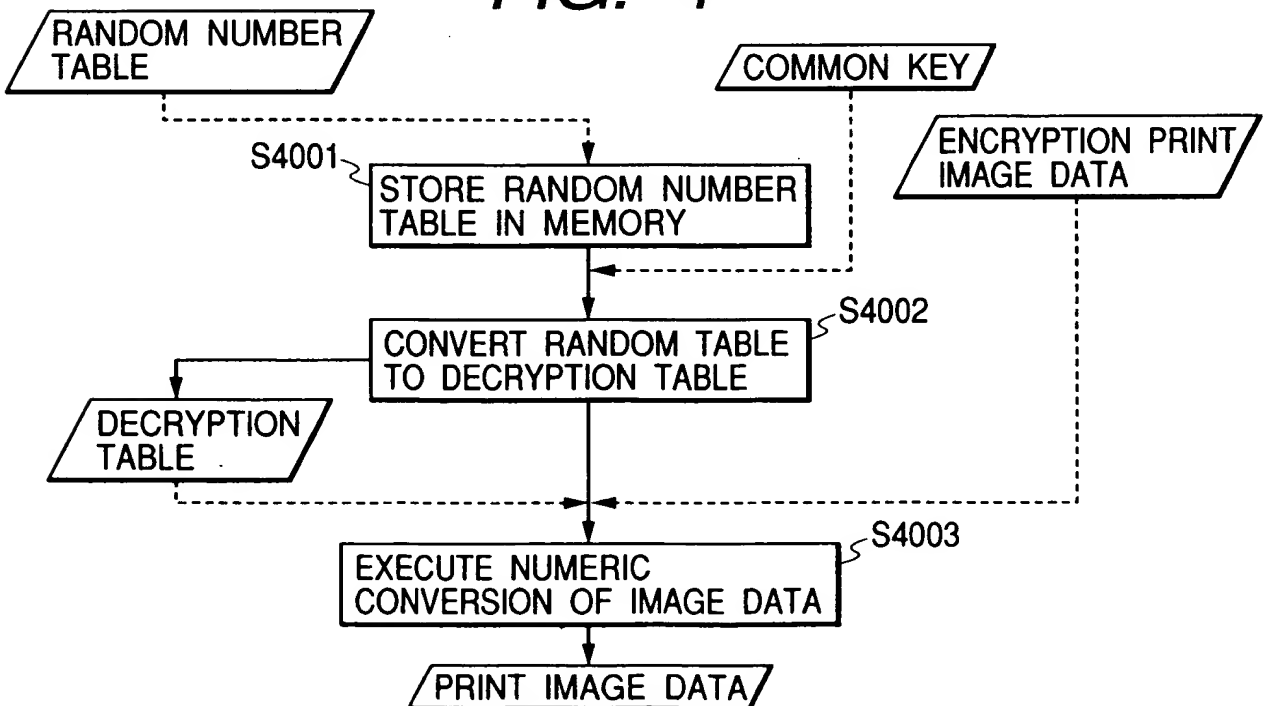 RANDOM NUMBER
TABLE
COMMON KEY
ENCRYPTION PRINT
IMAGE DATA
S4001
STORE RANDOM NUMBER
TABLE IN MEMORY
S4002
CONVERT RANDOM TABLE
TO DECRYPTION TABLE
DECRYPTION
TABLE
S4003
EXECUTE NUMERIC
CONVERSION OF IMAGE DATA
PRINT IMAGE DATA